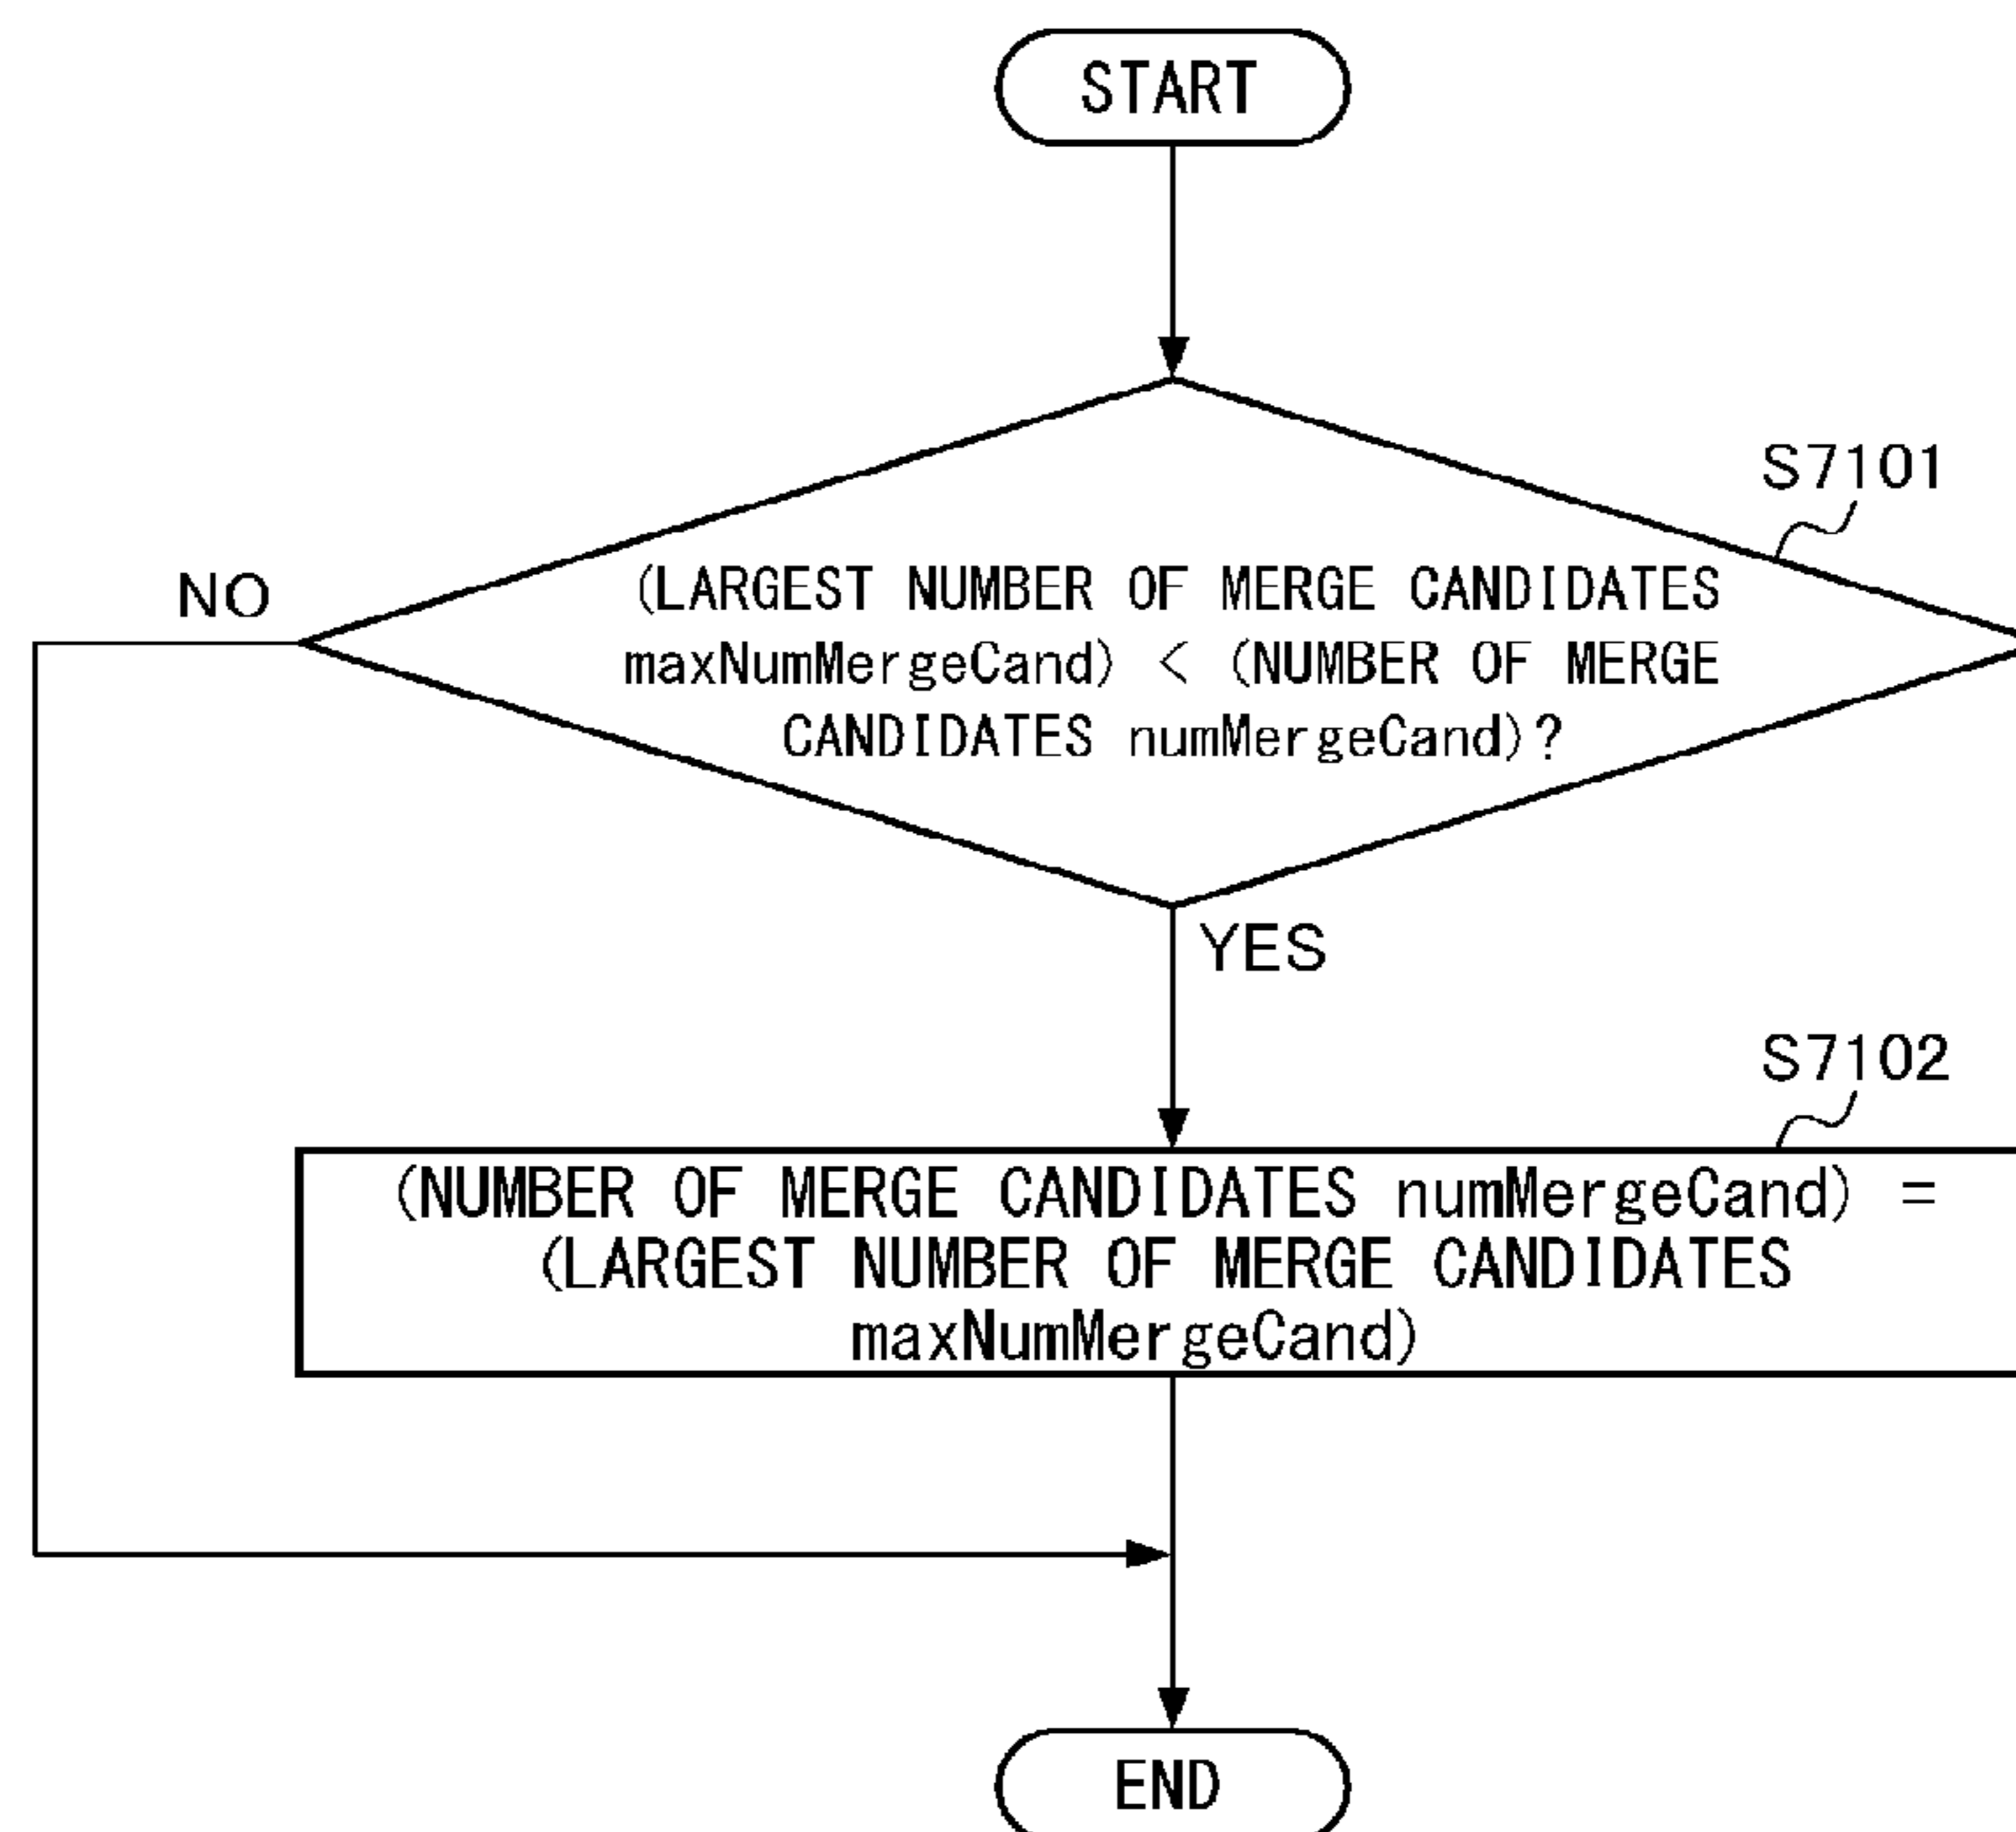 START
S7101
NO
(LARGEST NUMBER OF MERGE CANDIDATES
maxNumMergeCand) < (NUMBER OF MERGE
CANDIDATES numMergeCand)?
YES
S7102
(NUMBER OF MERGE CANDIDATES numMergeCand) =
(LARGEST NUMBER OF MERGE CANDIDATES
maxNumMergeCand)
END